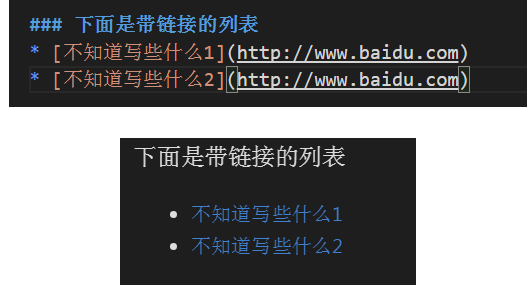 ### 下面是带链接的列表
* [不知道写些什么1](http://www.baidu.com)
* [不知道写些什么2](http://www.baidu.com)
下面是带链接的列表
• 不知道写些什么1
• 不知道写些什么2